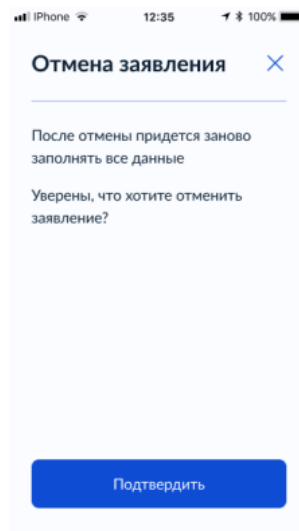 IPhone 12:35 100%
Отмена заявления
После отмены придется заново
заполнять все данные
Уверены, что хотите отменить
заявление?
Подтвердить